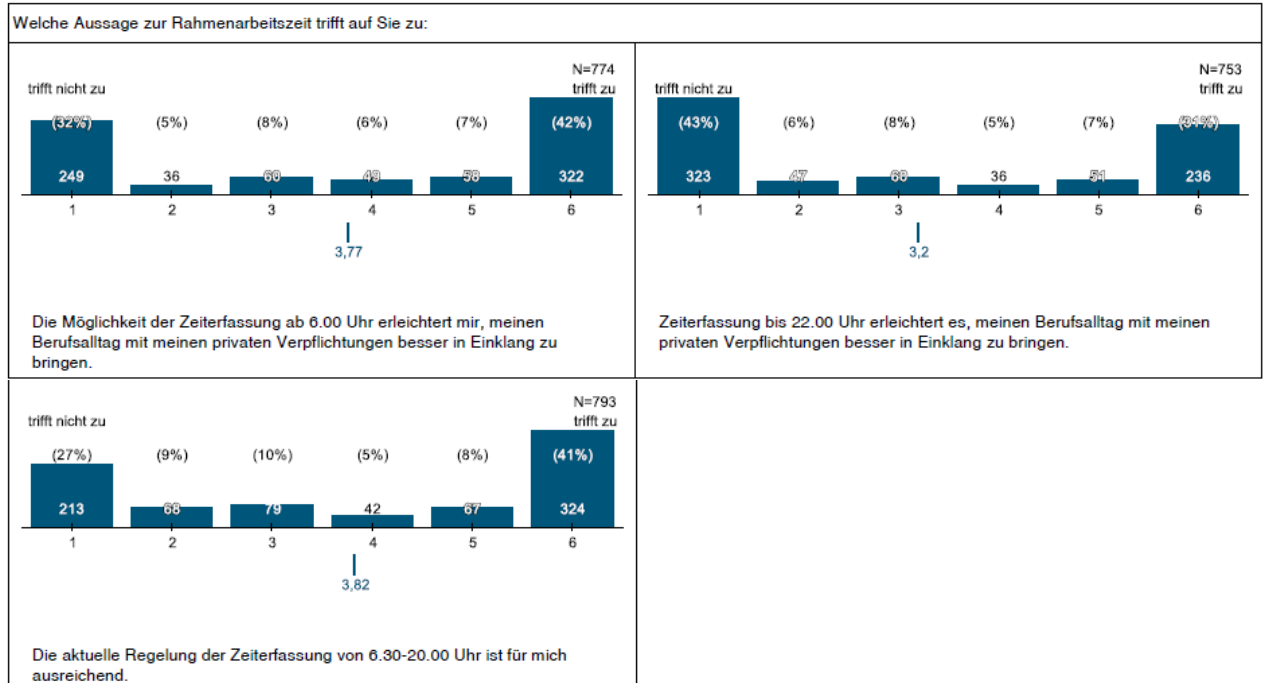 Welche Aussage zur Rahmenarbeitszeit trifft auf Sie zu:
N=774
trifft nicht zu trifft zu
(32%) (5%) (8%) (6%) (7%) (42%)
249 36 60 49 58 322
1 2 3 4 5 6
3,77
Die Möglichkeit der Zeiterfassung ab 6.00 Uhr erleichtert mir, meinen
Berufsalltag mit meinen privaten Verpflichtungen besser in Einklang zu
bringen.
N=753
trifft nicht zu trifft zu
(43%) (6%) (8%) (5%) (7%) (31%)
323 47 60 36 51 236
1 2 3 4 5 6
3,2
Zeiterfassung bis 22.00 Uhr erleichtert es, meinen Berufsalltag mit meinen
privaten Verpflichtungen besser in Einklang zu bringen.
N=793
trifft nicht zu trifft zu
(27%) (9%) (10%) (5%) (8%) (41%)
213 68 79 42 67 324
1 2 3 4 5 6
3,82
Die aktuelle Regelung der Zeiterfassung von 6.30-20.00 Uhr ist für mich
ausreichend.